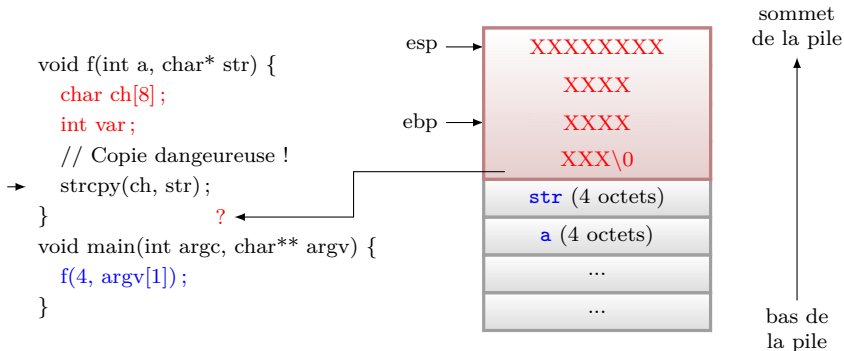 void f(int a, char* str) {
char ch[8] ;
int var ;
// Copie dangeureuse !
strcpy(ch, str) ;
}
?
void main(int argc, char** argv) {
f(4, argv[1]) ;
}
esp
ebp
XXXXXXXX
XXXX
XXXX
XXX\0
str (4 octets)
a (4 octets)
...
...
sommet
de la pile
bas de
la pile